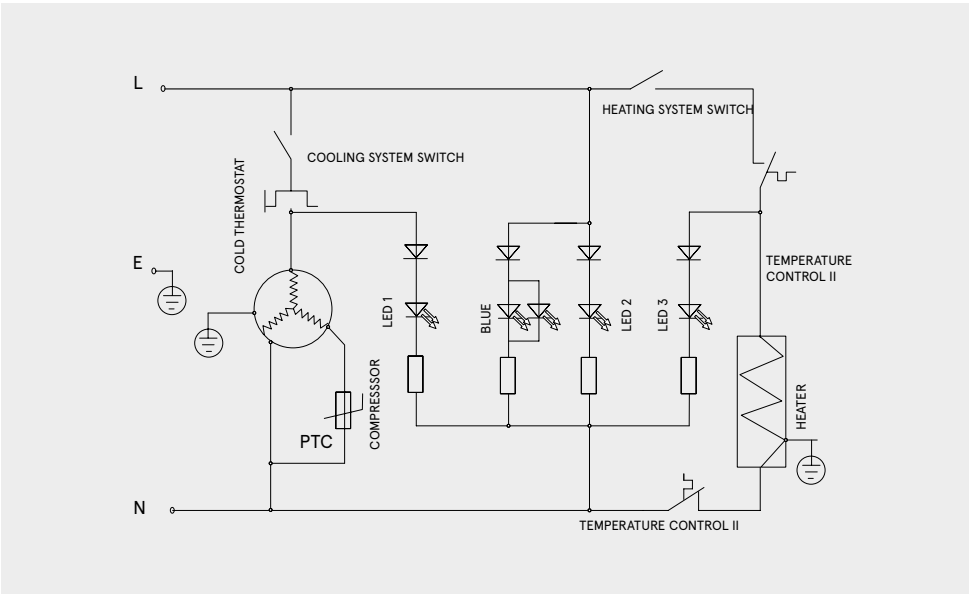 L
HEATING SYSTEM SWITCH
COOLING SYSTEM SWITCH
COLD THERMOSTAT
E
TEMPERATURE
CONTROL II
LED 1
BLUE
LED 2
LED 3
COMPRESSSOR
HEATER
PTC
N
TEMPERATURE CONTROL II